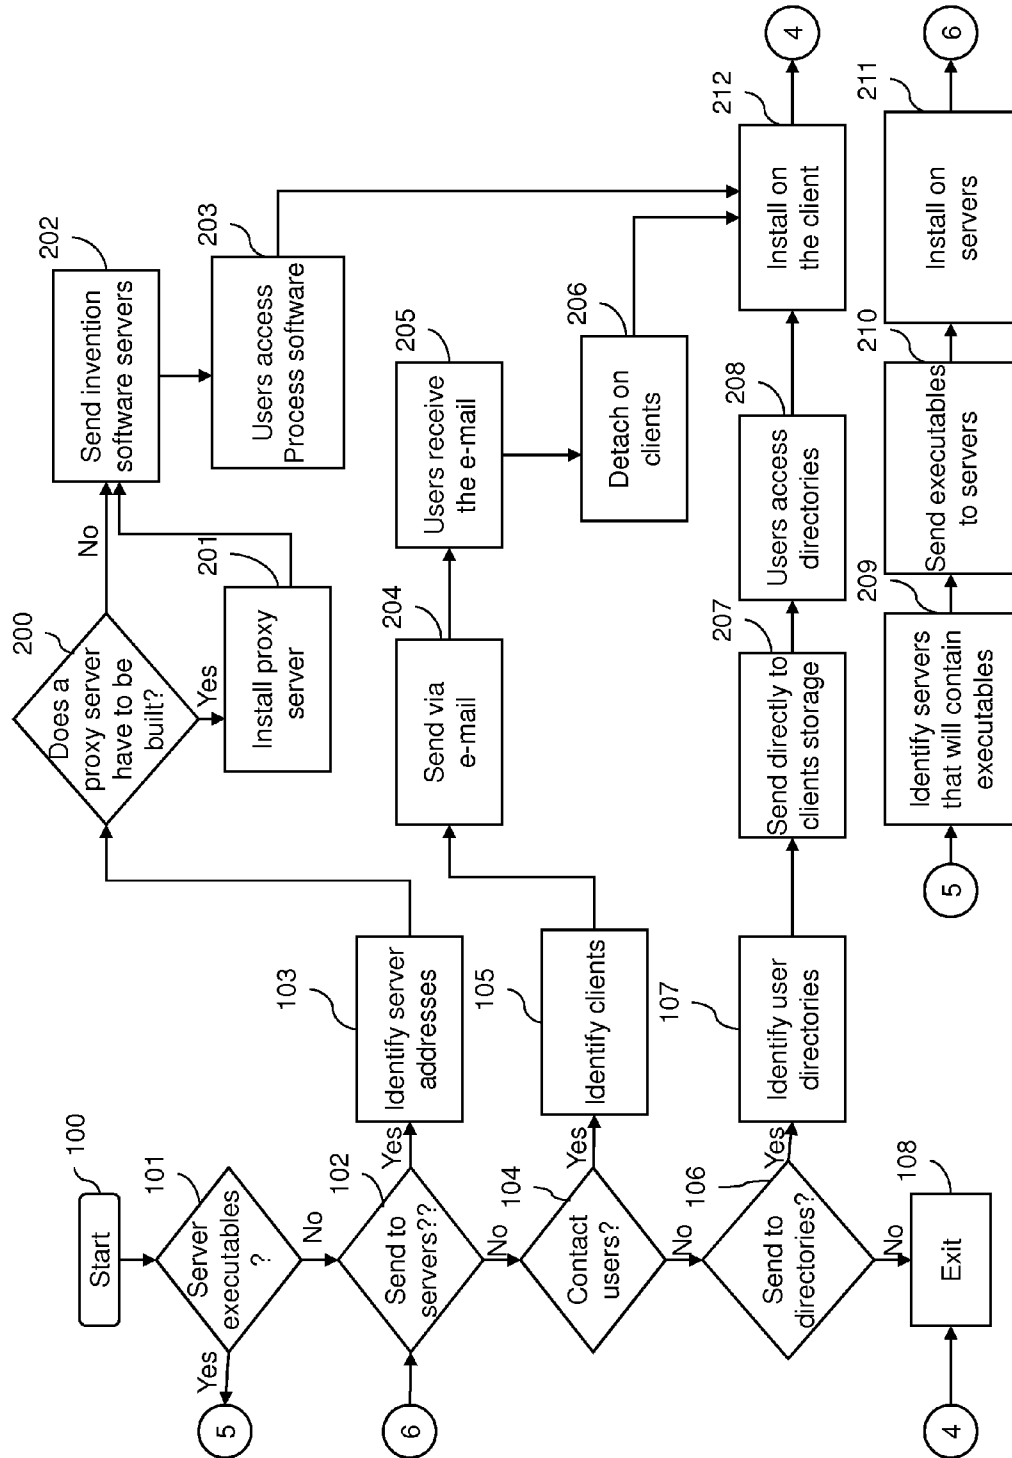 100
Start
101
Server
executables
?
Yes
5
No
102
Send to
servers??
6
Yes
No
103
Identify server
addresses
104
Contact
users?
Yes
No
105
Identify clients
106
Send to
directories?
Yes
No
107
Identify user
directories
108
Exit
4
200
Does a
proxy server
have to be
built?
Yes
No
201
Install proxy
server
202
Send invention
software servers
203
Users access
Process software
204
Send via
e-mail
205
Users receive
the e-mail
206
Detach on
clients
207
Send directly to
clients storage
208
Users access
directories
212
Install on
the client
4
5
209
Identify servers
that will contain
executables
210
Send executables
to servers
211
Install on
servers
6